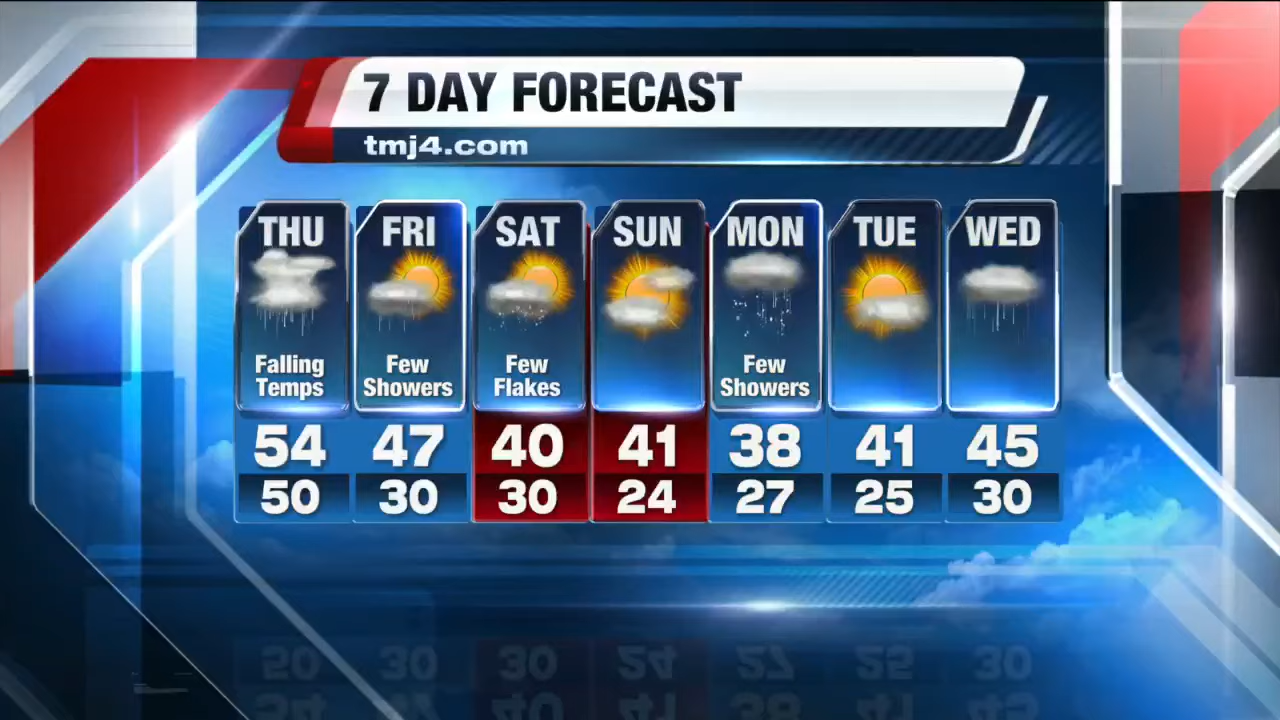 7 DAY FORECAST
tmj4.com
THU FRI SAT SUN MON TUE WED
Falling Few Few Few
Temps Showers Flakes Showers
54 47 40 41 38 41 45
50 30 30 24 27 25 30